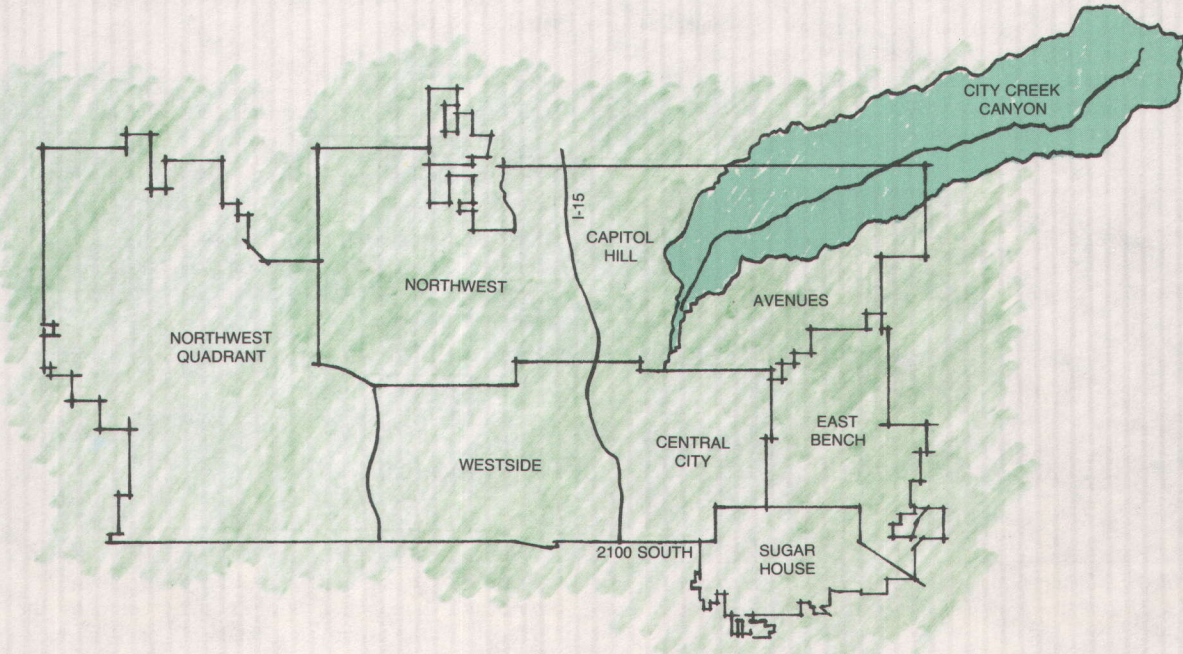 CITY CREEK
CANYON
I-15
CAPITOL
HILL
NORTHWEST
AVENUES
NORTHWEST
QUADRANT
EAST
BENCH
CENTRAL
CITY
WESTSIDE
2100 SOUTH
SUGAR
HOUSE